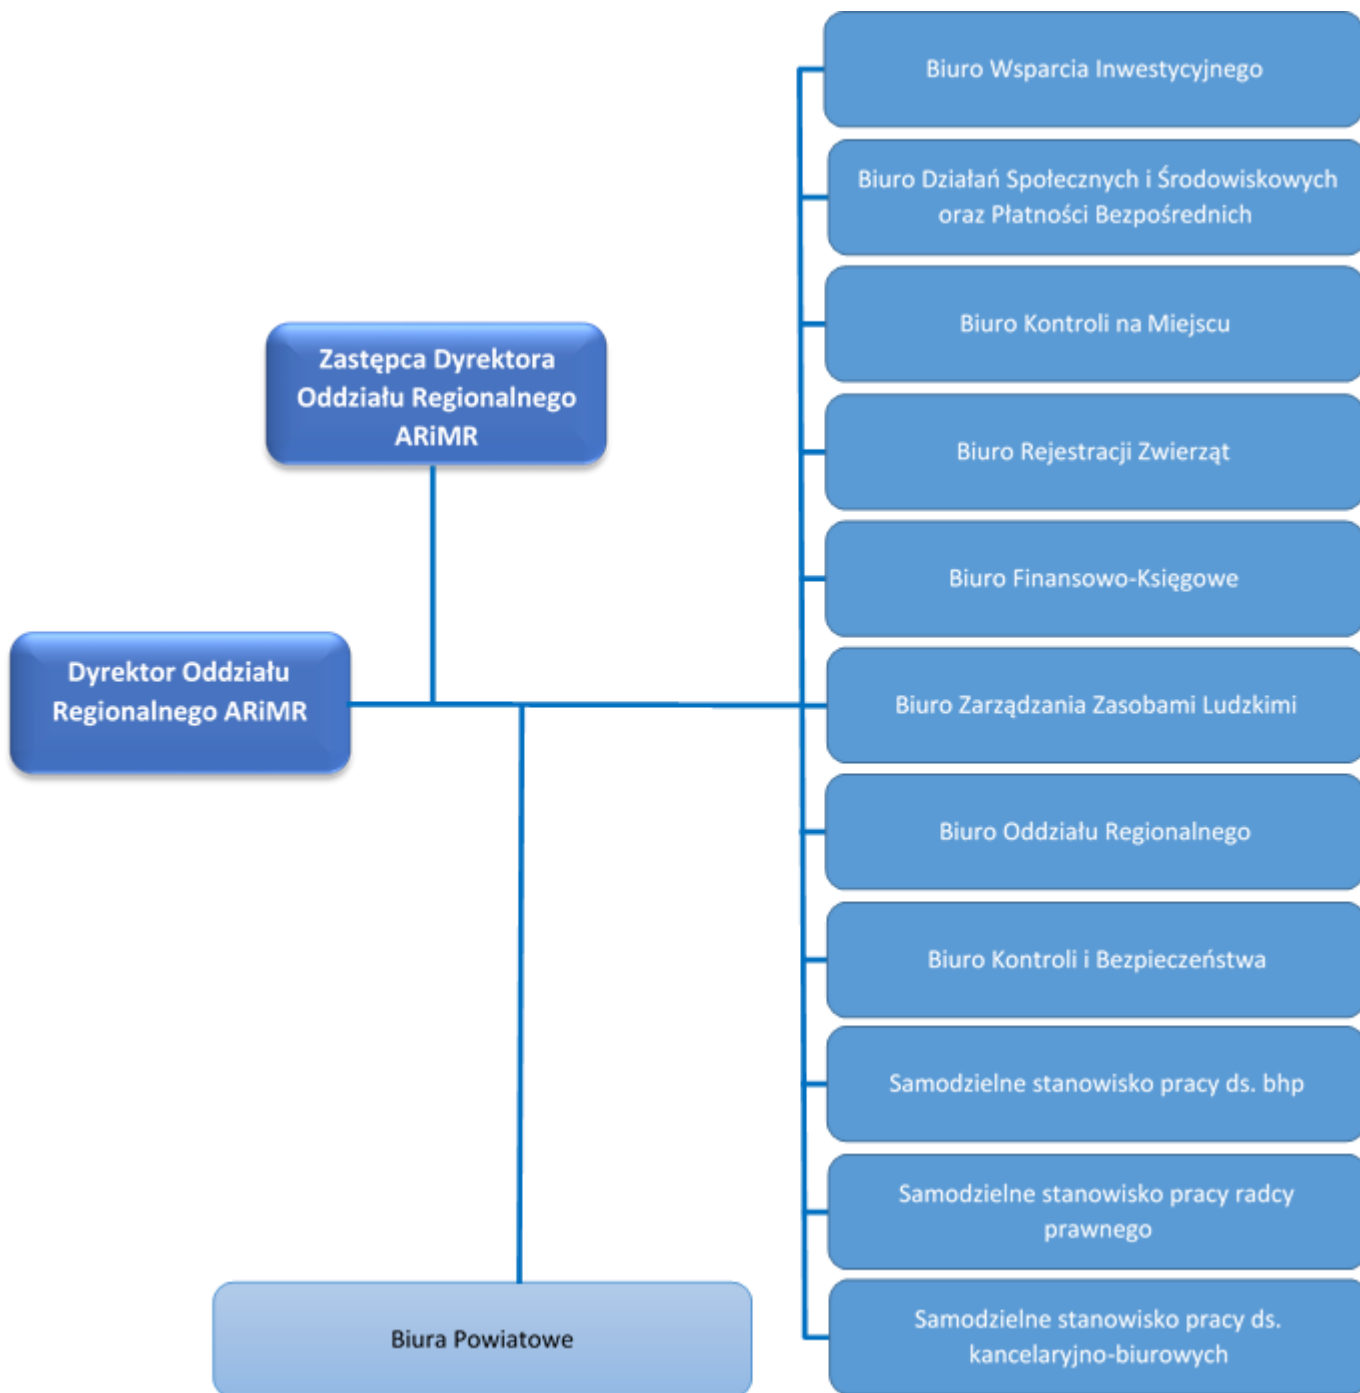 Biuro Wsparcia Inwestycyjnego
Biuro Działań Społecznych i Środowiskowych
oraz Płatności Bezpośrednich
Biuro Kontroli na Miejscu
Zastępca Dyrektora
Oddziału Regionalnego
ARiMR
Biuro Rejestracji Zwierząt
Biuro Finansowo-Księgowe
Dyrektor Oddziału
Regionalnego ARiMR
Biuro Zarządzania Zasobami Ludzkimi
Biuro Oddziału Regionalnego
Biuro Kontroli i Bezpieczeństwa
Samodzielne stanowisko pracy ds. bhp
Samodzielne stanowisko pracy radcy
prawnego
Biura Powiatowe
Samodzielne stanowisko pracy ds.
kancelaryjno-biurowych